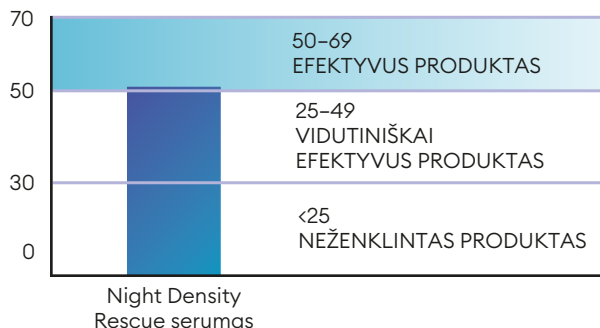 70
50–69
EFEKTYVUS PRODUKTAS
50
25–49
VIDUTINIŠKAI
EFEKTYVUS PRODUKTAS
30
<25
NEŽENKLINTAS PRODUKTAS
0
Night Density
Rescue serumas